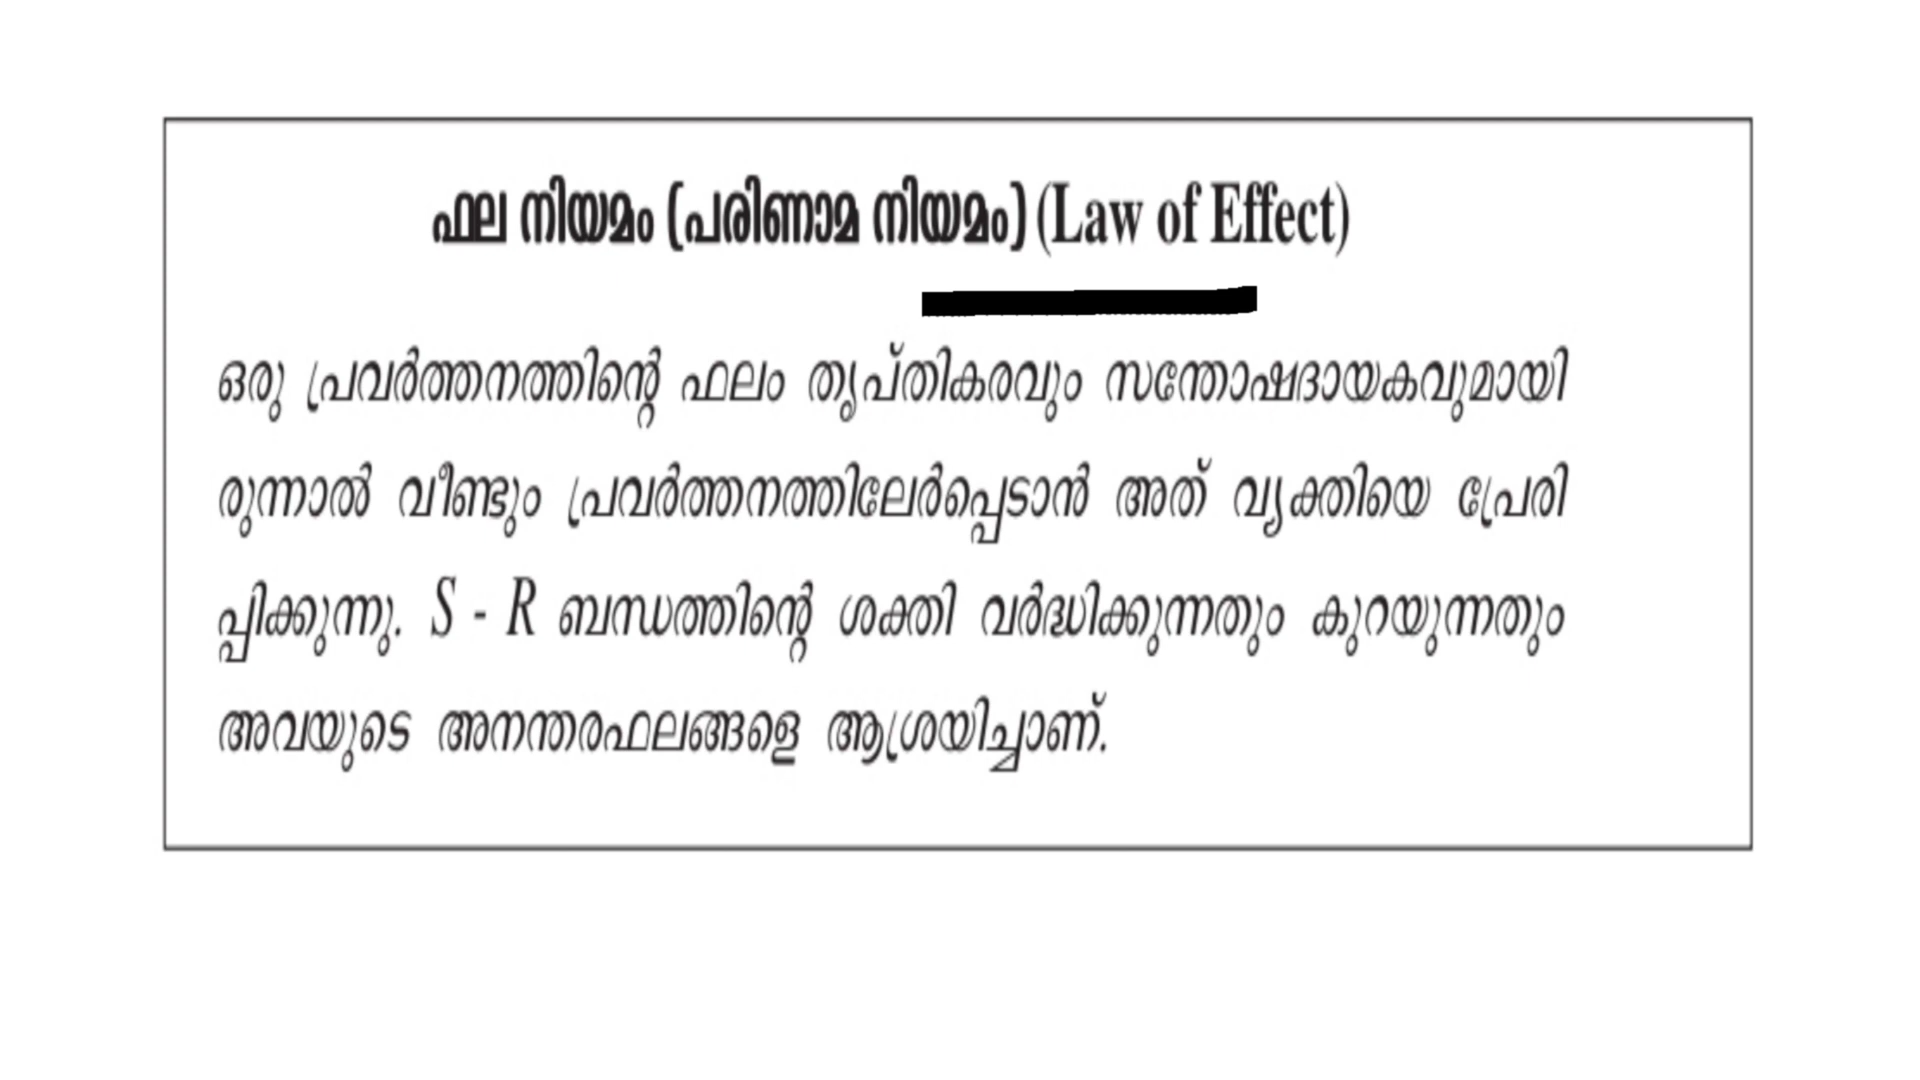 ഫല നിയമം (പരിണാമ നിയമം) (Law of Effect)
ഒരു പ്രവർത്തനത്തിന്റെ ഫലം തൃപ്തികരവും സന്തോഷദായകവുമായി
രുന്നാൽ വീണ്ടും പ്രവർത്തനത്തിലേർപ്പെടാൻ അത് വ്യക്തിയെ പ്രേരി
പ്പിക്കുന്നു. S - R ബന്ധത്തിന്റെ ശക്തി വർദ്ധിക്കുന്നതും കുറയുന്നതും
അവയുടെ അനന്തരഫലങ്ങളെ ആശ്രയിച്ചാണ്.